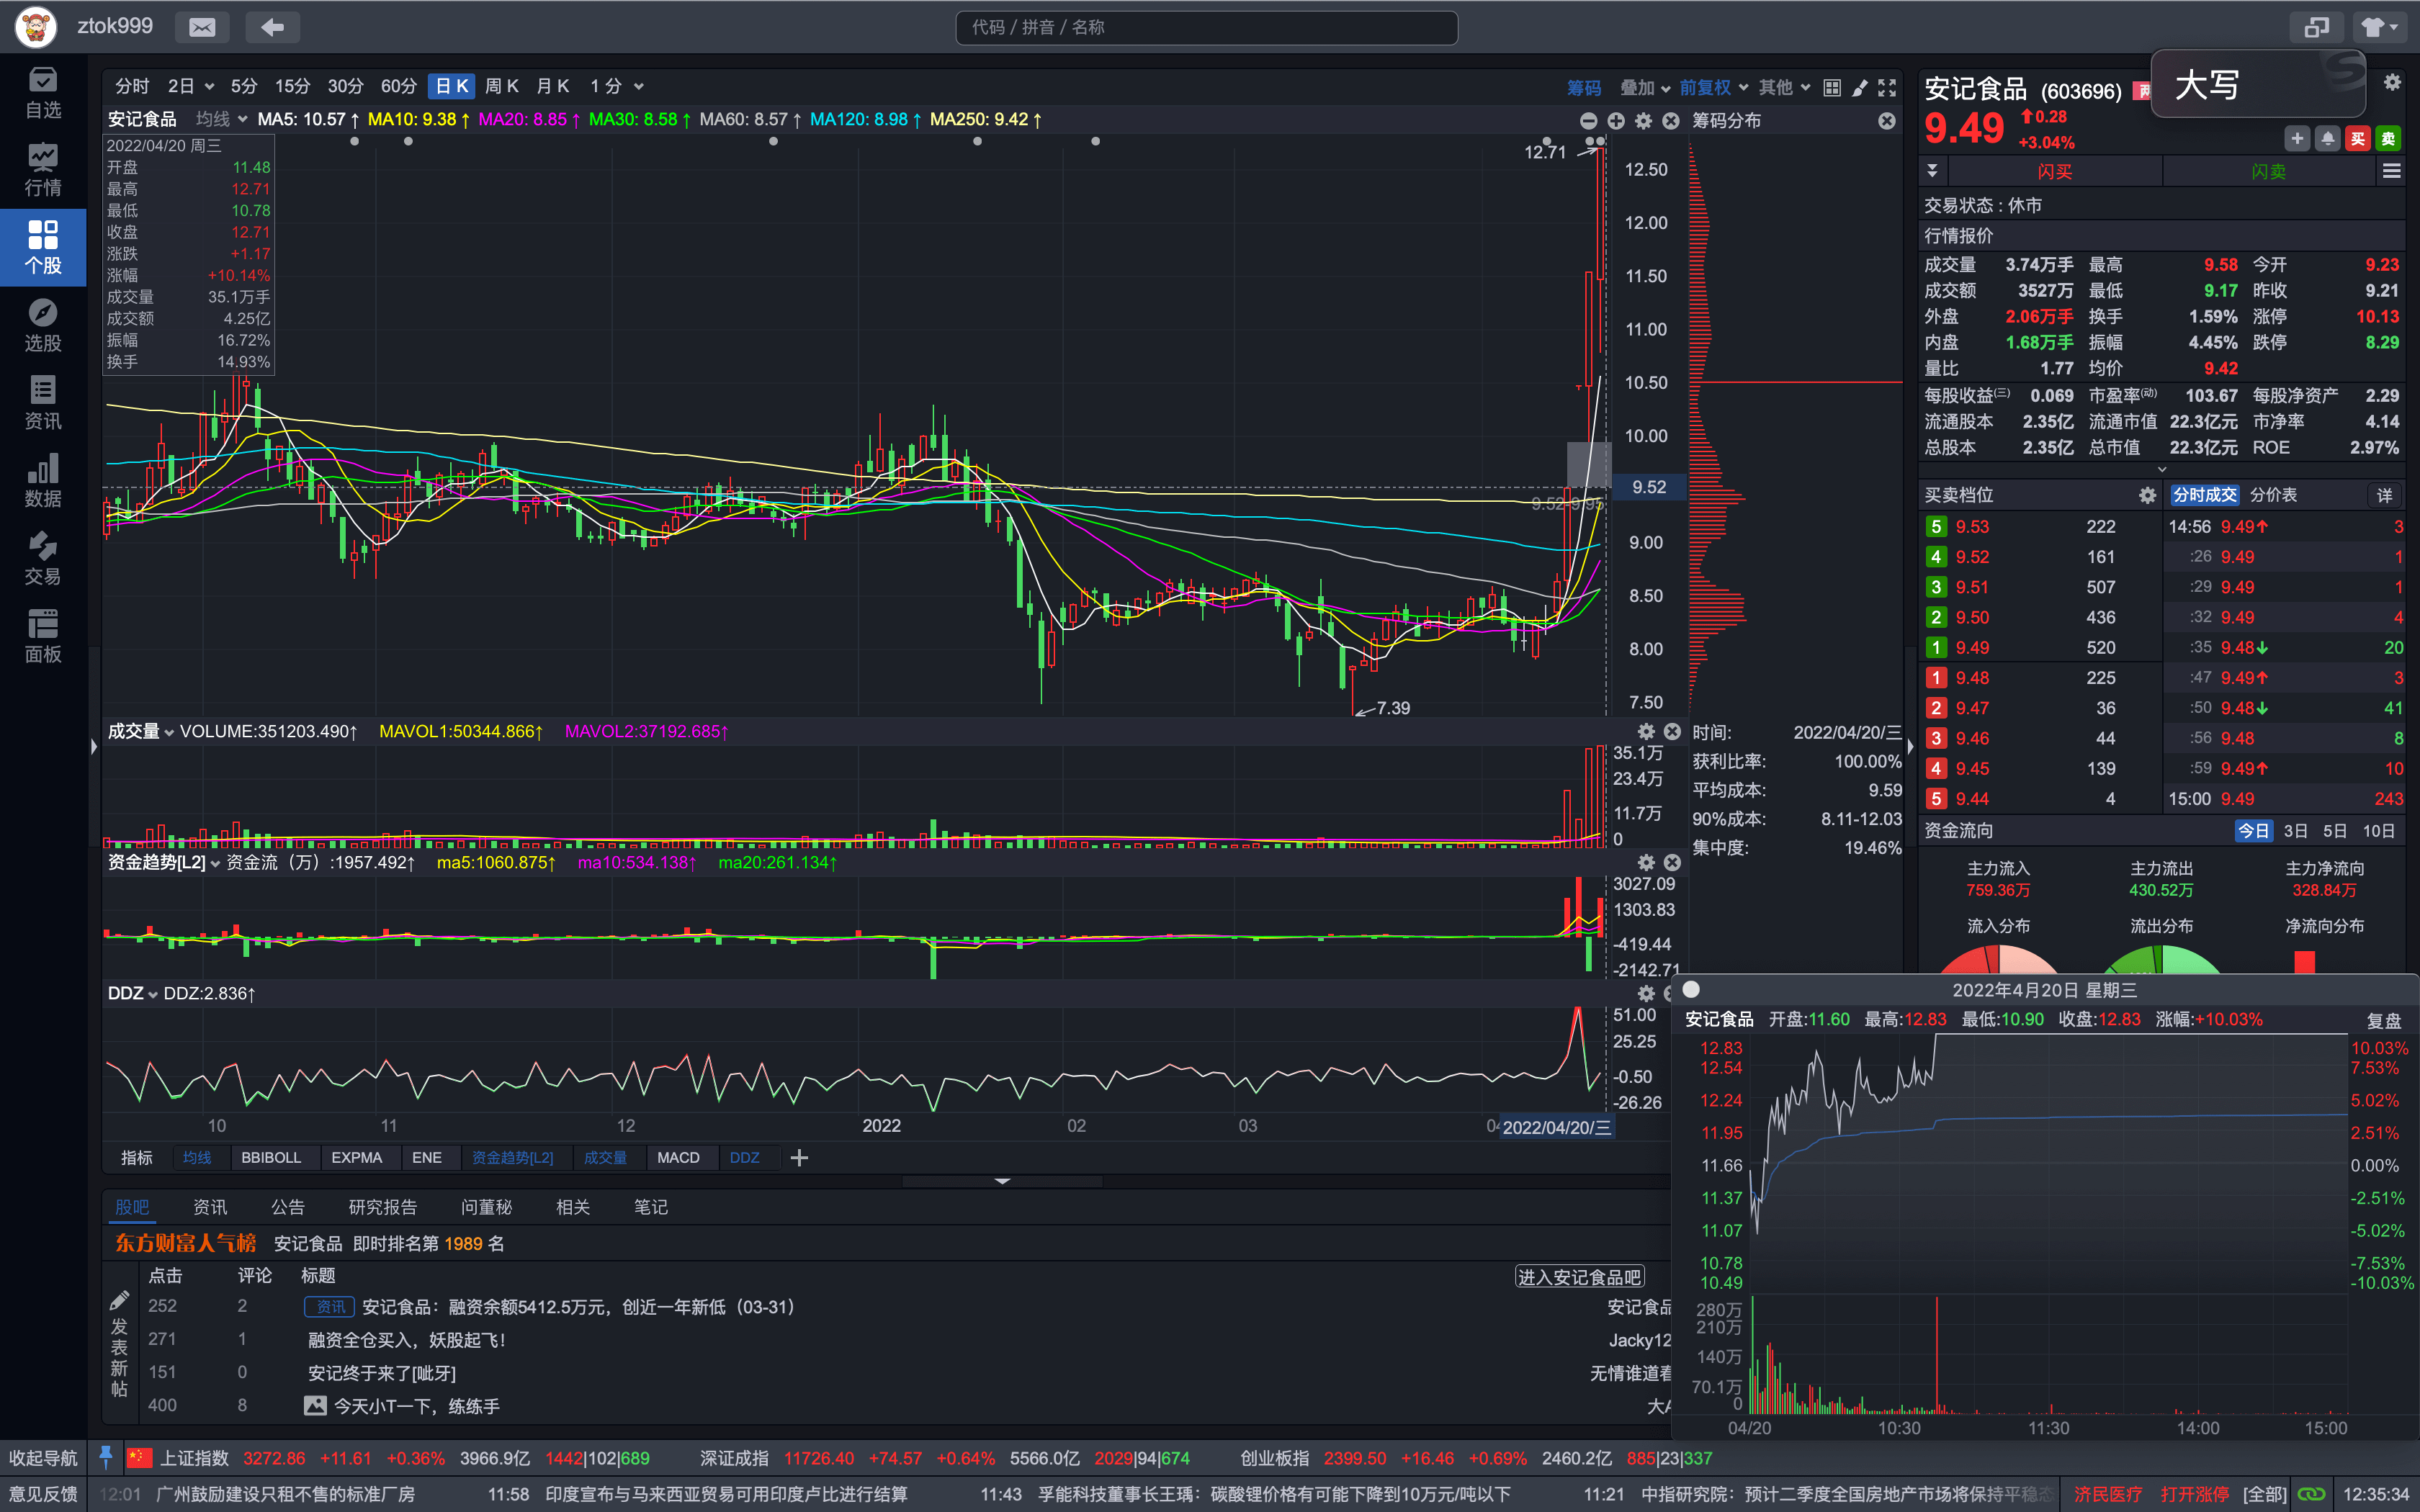 ztok999
代码 / 拼音 / 名称
大写
自选
行情
个股
选股
资讯
数据
交易
面板
分时 2日 5分 15分 30分 60分 日K 周K 月K 1分 筹码 叠加 前复权 其他
安记食品 均线 MA5: 10.57↑ MA10: 9.38↑ MA20: 8.85↑ MA30: 8.58↑ MA60: 8.57↑ MA120: 8.98↑ MA250: 9.42↑
筹码分布
2022/04/20 周三
开盘 11.48
最高 12.71
最低 10.78
收盘 12.71
涨跌 +1.17
涨幅 +10.14%
成交量 35.1万手
成交额 4.25亿
振幅 16.72%
换手 14.93%
12.71
7.39
9.52-9.95
12.50
12.00
11.50
11.00
10.50
10.00
9.52
9.00
8.50
8.00
7.50
成交量 VOLUME:351203.490↑ MAVOL1:50344.866↑ MAVOL2:37192.685↑
35.1万
23.4万
11.7万
0
资金趋势[L2] 资金流（万）:1957.492↑ ma5:1060.875↑ ma10:534.138↑ ma20:261.134↑
3027.09
1303.83
-419.44
-2142.71
DDZ DDZ:2.836↑
51.00
25.25
-0.50
-26.26
10 11 12 2022 02 03 2022/04/20/三
时间: 2022/04/20/三
获利比率: 100.00%
平均成本: 9.59
90%成本: 8.11-12.03
集中度: 19.46%
指标 均线 BBIBOLL EXPMA ENE 资金趋势[L2] 成交量 MACD DDZ
股吧 资讯 公告 研究报告 问董秘 相关 笔记
东方财富人气榜 安记食品 即时排名第 1989 名
点击 评论 标题 进入安记食品吧
发表新帖
252 2 资讯 安记食品：融资余额5412.5万元，创近一年新低（03-31） 安记食品
271 1 融资全仓买入，妖股起飞！ Jacky12
151 0 安记终于来了[呲牙] 无情谁道春
400 8 今天小T一下，练练手
安记食品 (603696)
9.49 0.28
+3.04%
买 卖
闪买 闪卖
交易状态 : 休市
行情报价
成交量 3.74万手 最高 9.58 今开 9.23
成交额 3527万 最低 9.17 昨收 9.21
外盘 2.06万手 换手 1.59% 涨停 10.13
内盘 1.68万手 振幅 4.45% 跌停 8.29
量比 1.77 均价 9.42
每股收益(三) 0.069 市盈率(动) 103.67 每股净资产 2.29
流通股本 2.35亿 流通市值 22.3亿元 市净率 4.14
总股本 2.35亿 总市值 22.3亿元 ROE 2.97%
买卖档位 分时成交 分价表 详
5 9.53 222 14:56 9.49↑ 3
4 9.52 161 :26 9.49 1
3 9.51 507 :29 9.49 1
2 9.50 436 :32 9.49 4
1 9.49 520 :35 9.48↓ 20
1 9.48 225 :47 9.49↑ 3
2 9.47 36 :50 9.48↓ 41
3 9.46 44 :56 9.48 8
4 9.45 139 :59 9.49↑ 10
5 9.44 4 15:00 9.49 243
资金流向 今日 3日 5日 10日
主力流入 主力流出 主力净流向
759.36万 430.52万 328.84万
流入分布 流出分布 净流向分布
2022年4月20日 星期三
安记食品 开盘:11.60 最高:12.83 最低:10.90 收盘:12.83 涨幅:+10.03% 复盘
12.83 10.03%
12.54 7.53%
12.24 5.02%
11.95 2.51%
11.66 0.00%
11.37 -2.51%
11.07 -5.02%
10.78 -7.53%
10.49 -10.03%
280万
210万
140万
70.1万
0
04/20 10:30 11:30 14:00 15:00
收起导航 上证指数 3272.86 +11.61 +0.36% 3966.9亿 1442|102|689 深证成指 11726.40 +74.57 +0.64% 5566.0亿 2029|94|674 创业板指 2399.50 +16.46 +0.69% 2460.2亿 885|23|337
意见反馈 12:01 广州鼓励建设只租不售的标准厂房 11:58 印度宣布与马来西亚贸易可用印度卢比进行结算 11:43 孚能科技董事长王瑀：碳酸锂价格有可能下降到10万元/吨以下 11:21 中指研究院：预计二季度全国房地产市场将保持平稳态 济民医疗 打开涨停 [全部] 12:35:34